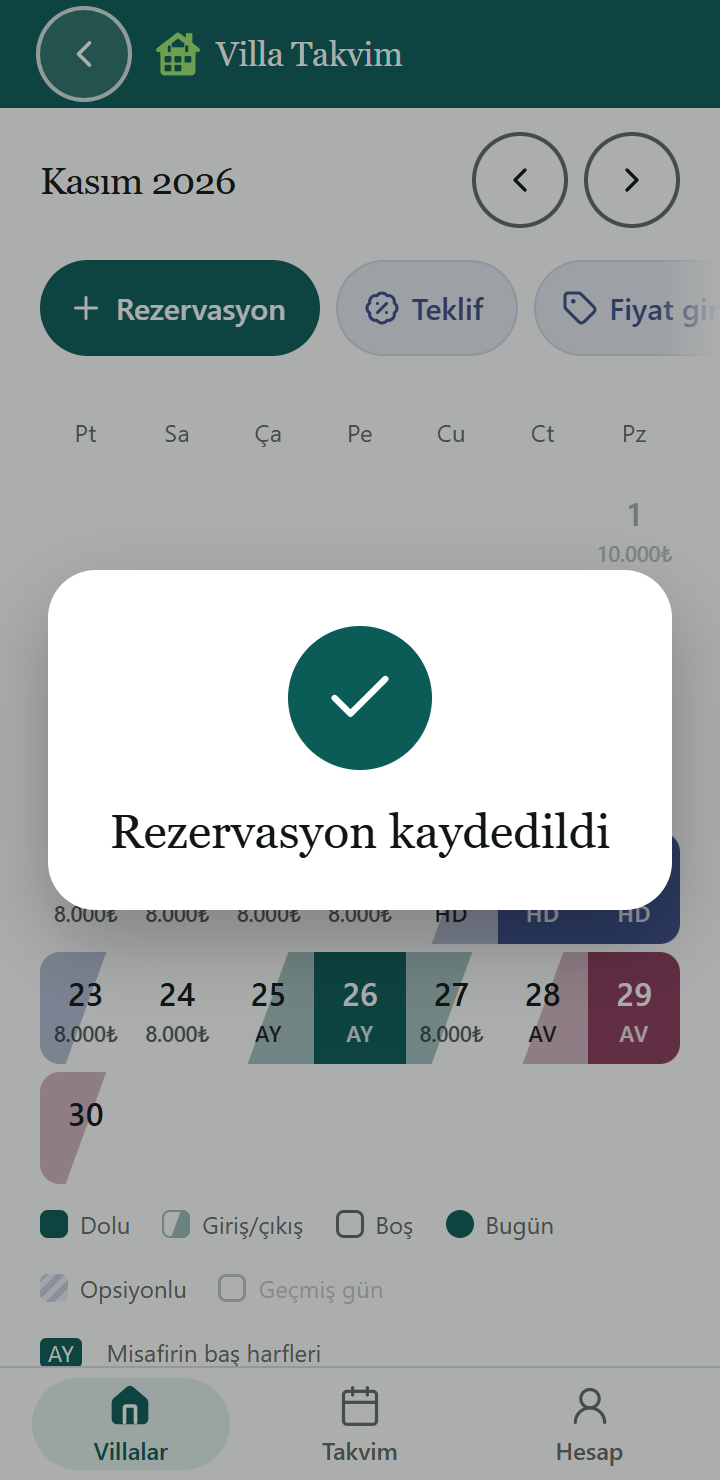 Villa Takvim
Kasım 2026
Rezervasyon
Teklif
Fiyat gir
Pt Sa Ça Pe Cu Ct Pz
1
10.000₺
Rezervasyon kaydedildi
8.000₺ 8.000₺ 8.000₺ 8.000₺ HD HD HD
23 24 25 26 27 28 29
8.000₺ 8.000₺ AY AY 8.000₺ AV AV
30
Dolu Giriş/çıkış Boş Bugün
Opsiyonlu Geçmiş gün
AY Misafirin baş harfleri
Villalar Takvim Hesap